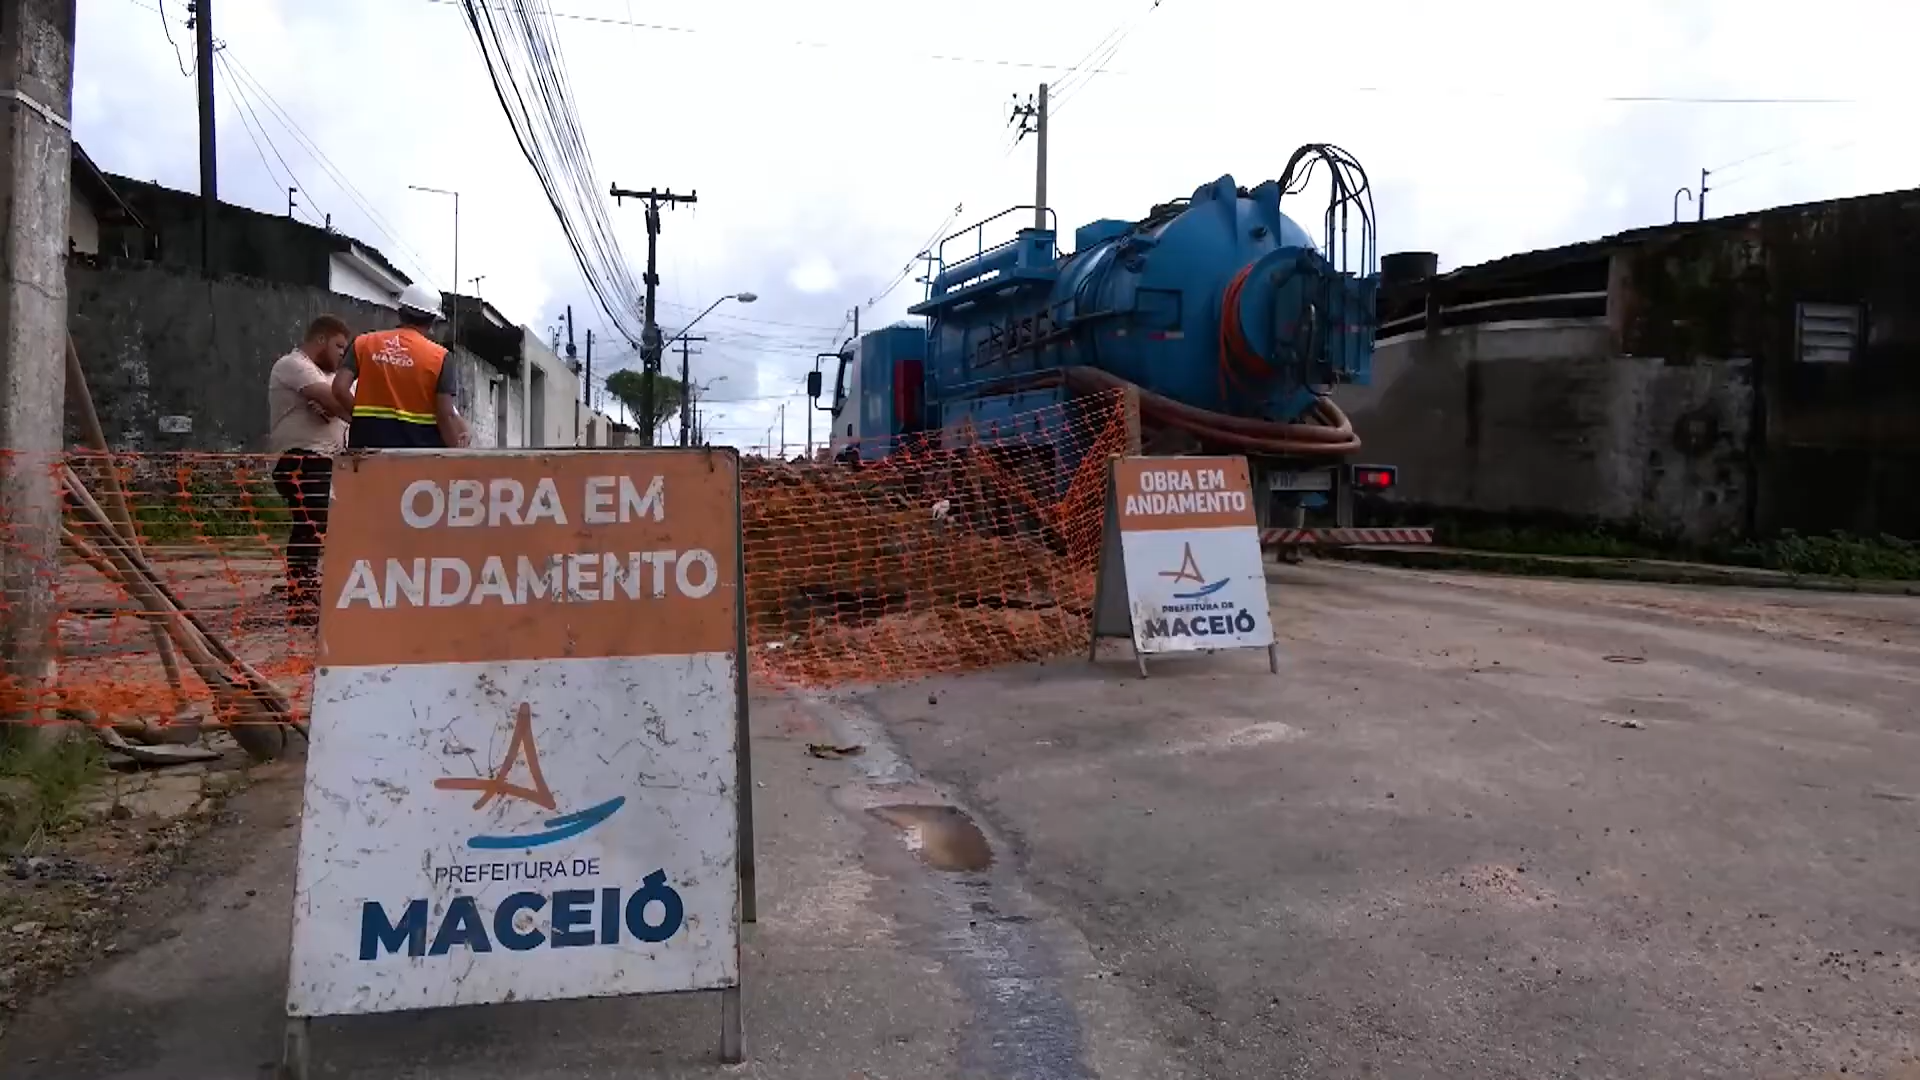 MACEIÓ
OBRA EM
ANDAMENTO
PREFEITURA DE
MACEIÓ
OBRA EM
ANDAMENTO
PREFEITURA DE
MACEIÓ